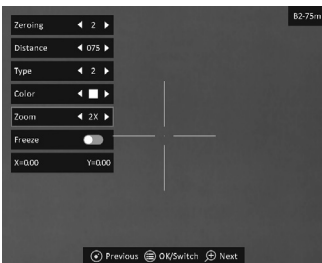 B2-75m
Zeroing 2
Distance 075
Type 2
Color
Zoom 2X
Freeze
X=0.00 Y=0.00
Previous OK/Switch Next